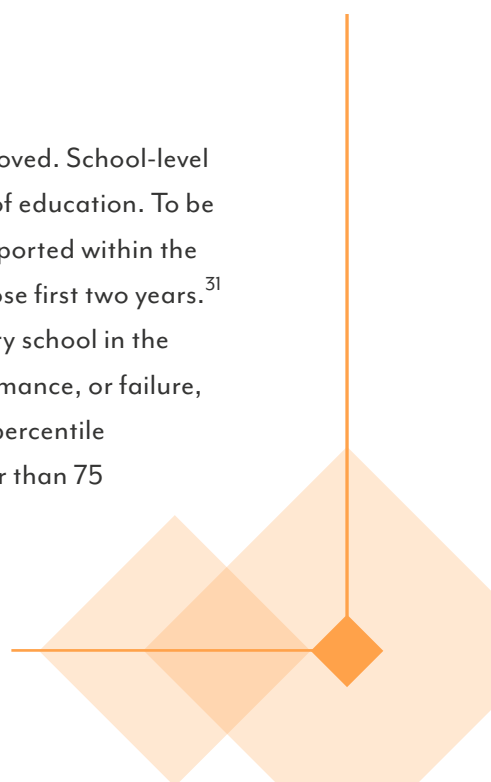 oved. School-level
of education. To be
ported within the
ose first two years.31
ry school in the
mance, or failure,
percentile
r than 75